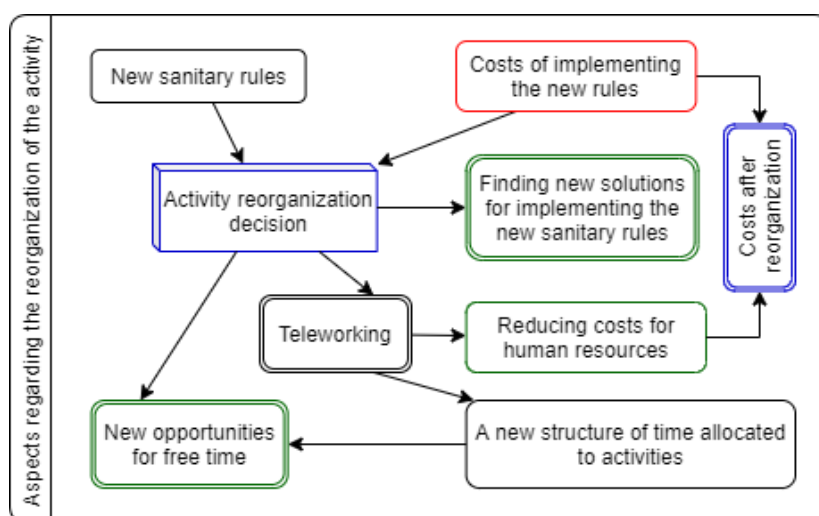 Aspects regarding the reorganization of the activity
New sanitary rules
Costs of implementing
the new rules
Activity reorganization
decision
Finding new solutions
for implementing the
new sanitary rules
Costs after
reorganization
Teleworking
Reducing costs for
human resources
New opportunities
for free time
A new structure of time allocated
to activities